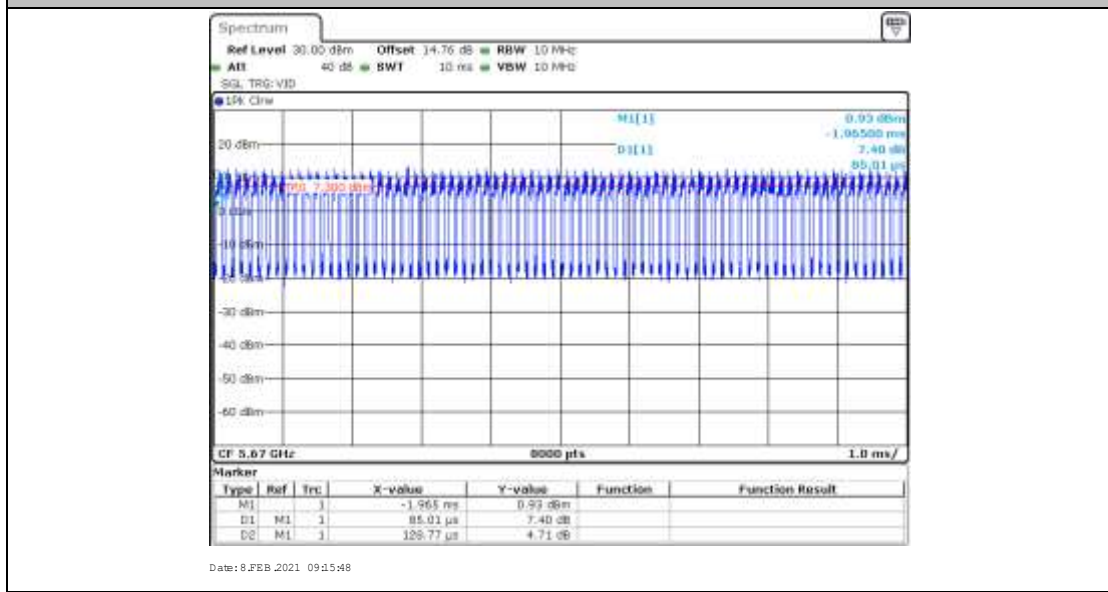 Spectrum
Ref Level 30.00 dBm Offset 14.76 dB RBW 10 MHz
Att 40 dB SWT 10 ms VBW 10 MHz
SGL TRG: VID
1Pk Clrw
M1[1] 0.93 dBm
-1.96500 ms
20 dBm
D1[1] 7.40 dB
85.01 µs
7.300 dBm
0 dBm
-10 dBm
-20 dBm
-30 dBm
-40 dBm
-50 dBm
-60 dBm
CF 5.67 GHz 8000 pts 1.0 ms/
Marker
Type Ref Trc X-value Y-value Function Function Result
M1 1 -1.965 ms 0.93 dBm
D1 M1 1 85.01 µs 7.40 dB
D2 M1 1 128.77 µs 4.71 dB
Date: 8.FEB.2021 09:15:48